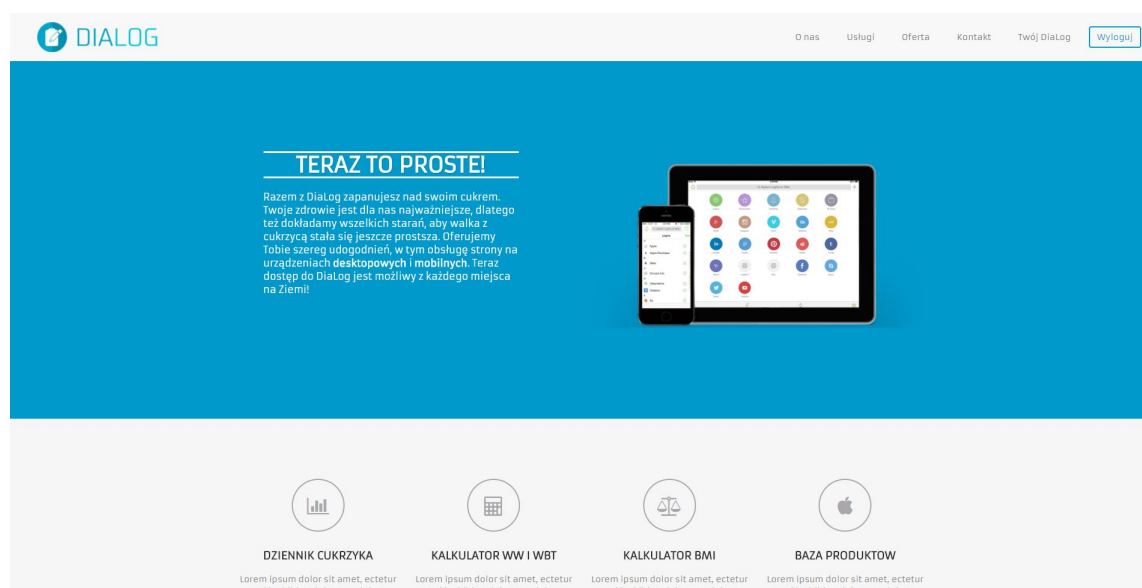 DIALOG
O nas Usługi Oferta Kontakt Twój DiaLog Wyloguj
TERAZ TO PROSTE!
Razem z DiaLog zapanujesz nad swoim cukrem.
Twoje zdrowie jest dla nas najważniejsze, dlatego
też dokładamy wszelkich starań, aby walka z
cukrzycą stała się jeszcze prostsza. Oferujemy
Tobie szereg udogodnień, w tym obsługę strony na
urządzeniach desktopowych i mobilnych. Teraz
dostęp do DiaLog jest możliwy z każdego miejsca
na Ziemi!
DZIENNIK CUKRZYKA
KALKULATOR WW I WBT
KALKULATOR BMI
BAZA PRODUKTOW
Lorem ipsum dolor sit amet, ectetur
Lorem ipsum dolor sit amet, ectetur
Lorem ipsum dolor sit amet, ectetur
Lorem ipsum dolor sit amet, ectetur